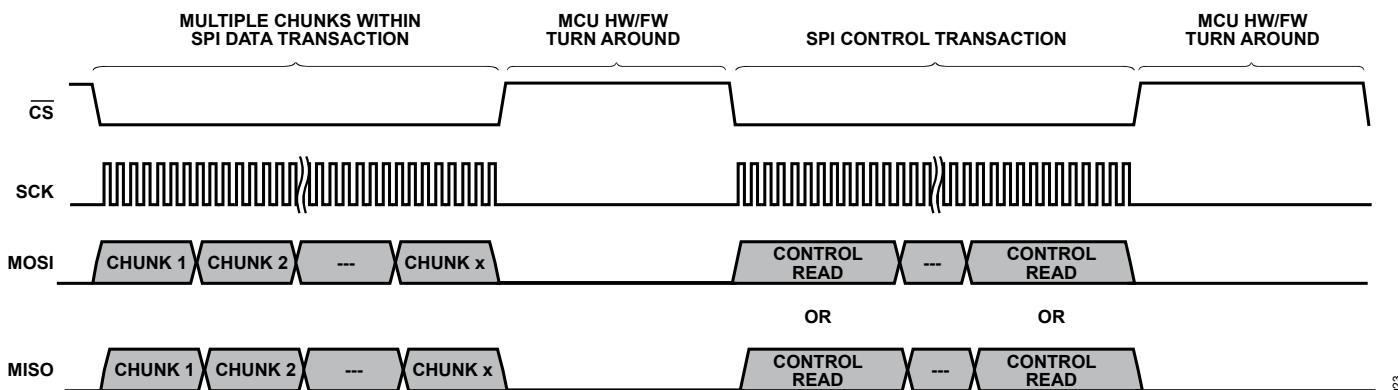 MULTIPLE CHUNKS WITHIN
SPI DATA TRANSACTION
MCU HW/FW
TURN AROUND
SPI CONTROL TRANSACTION
MCU HW/FW
TURN AROUND
CS
SCK
MOSI
CHUNK 1
CHUNK 2
---
CHUNK x
CONTROL
READ
---
CONTROL
READ
OR
OR
MISO
CHUNK 1
CHUNK 2
---
CHUNK x
CONTROL
READ
---
CONTROL
READ